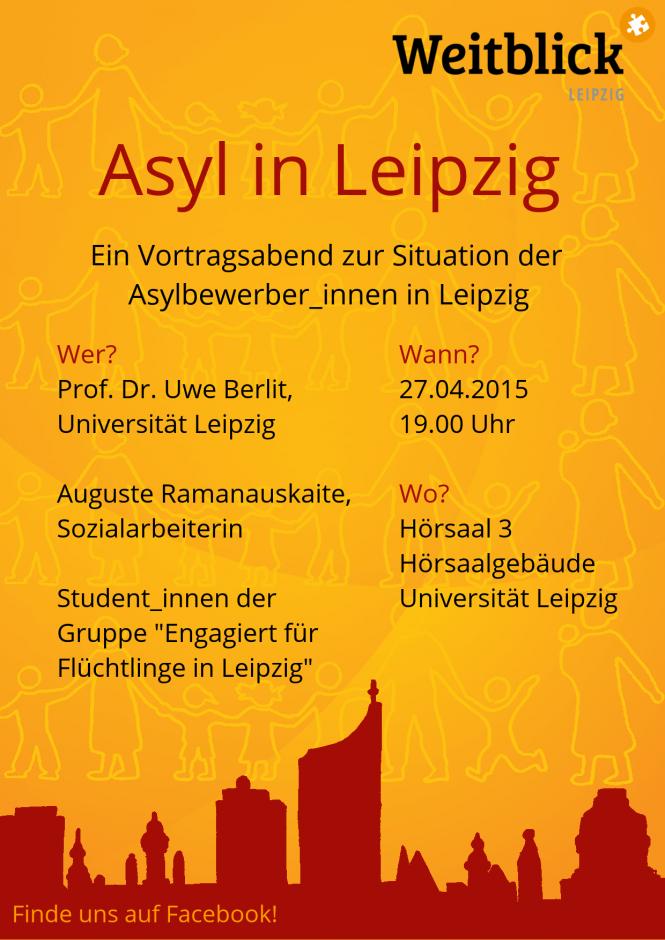 Weitblick
LEIPZIG
Asyl in Leipzig
Ein Vortragsabend zur Situation der
Asylbewerber_innen in Leipzig
Wer?
Prof. Dr. Uwe Berlit,
Universität Leipzig
Auguste Ramanauskaite,
Sozialarbeiterin
Student_innen der
Gruppe "Engagiert für
Flüchtlinge in Leipzig"
Wann?
27.04.2015
19.00 Uhr
Wo?
Hörsaal 3
Hörsaalgebäude
Universität Leipzig
Finde uns auf Facebook!